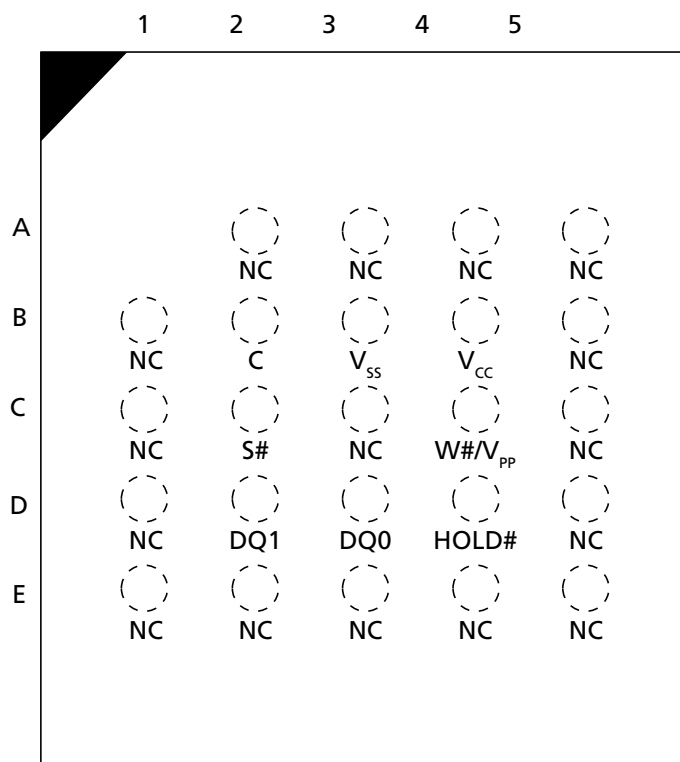 1 2 3 4 5
A
NC NC NC NC
B
NC C VSS VCC NC
C
NC S# NC W#/VPP NC
D
NC DQ1 DQ0 HOLD# NC
E
NC NC NC NC NC